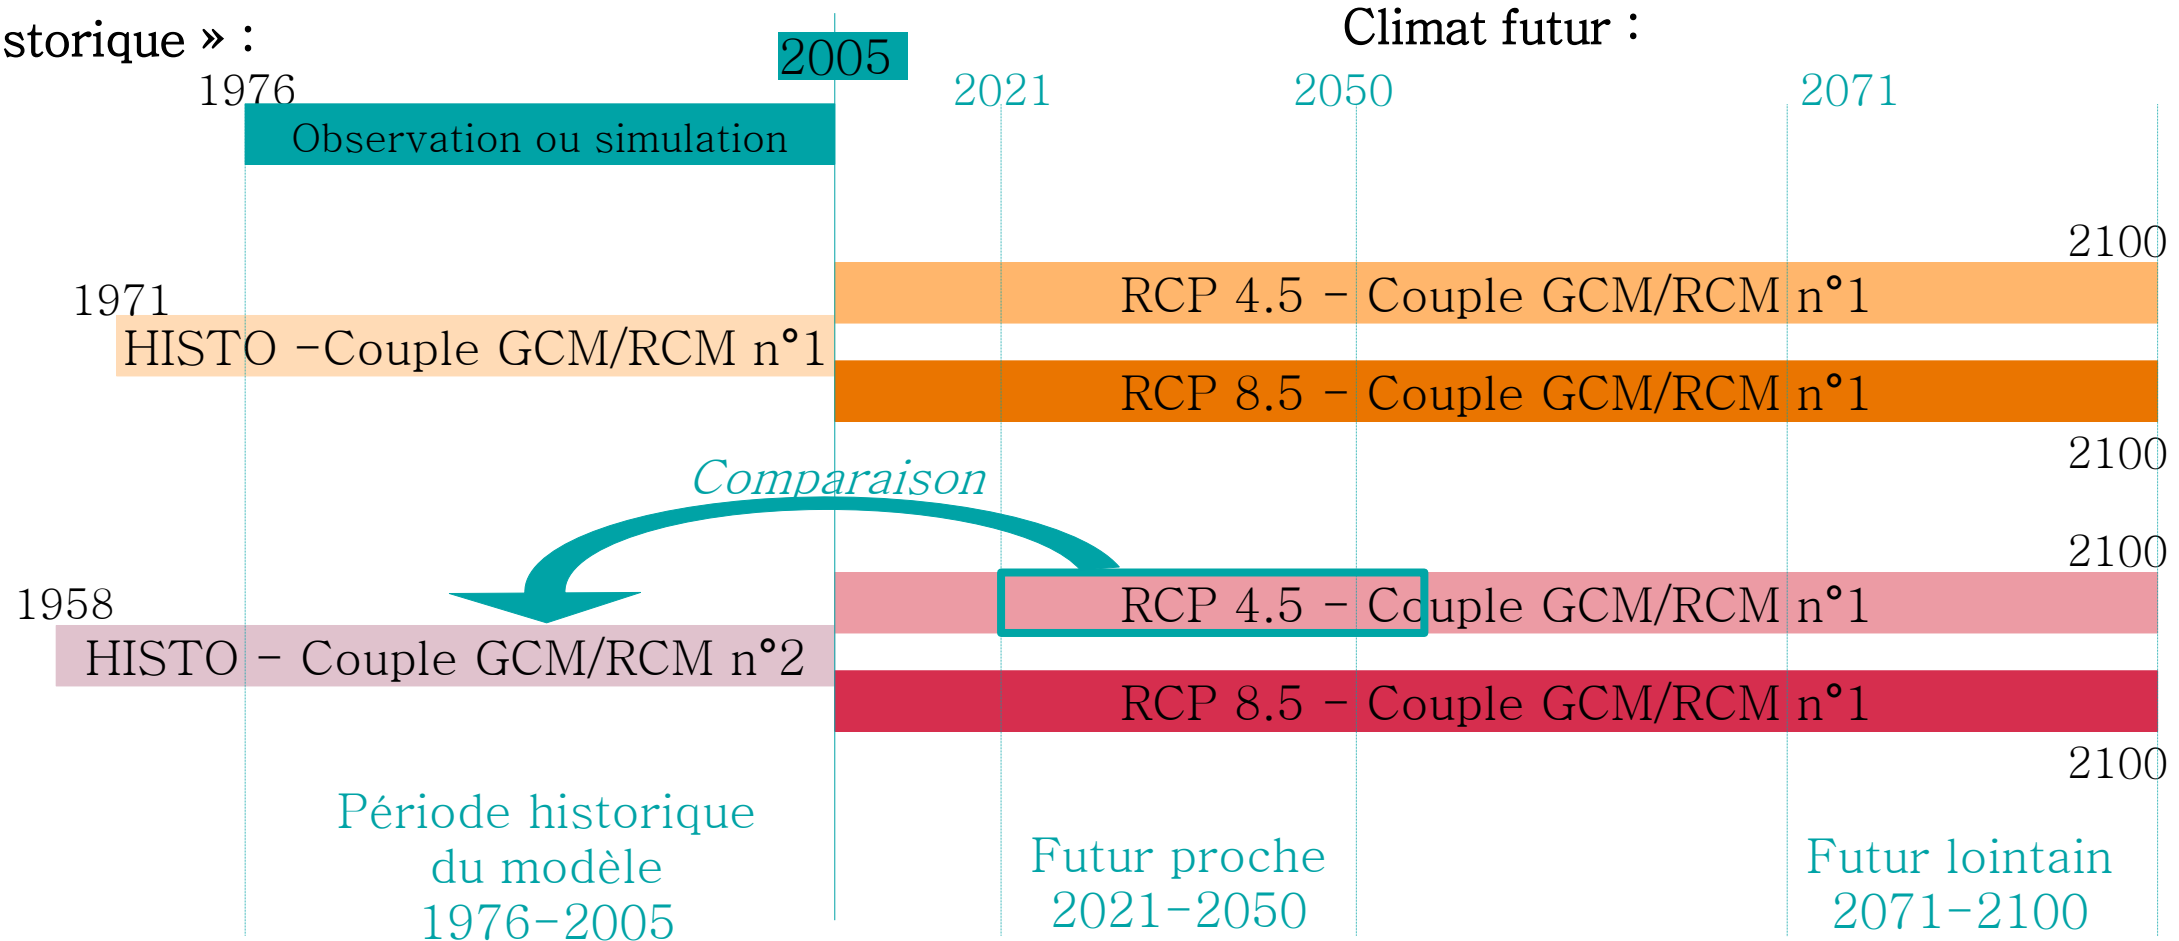 storique » :
Climat futur :
2005
1976
2021
2050
2071
Observation ou simulation
2100
RCP 4.5 - Couple GCM/RCM n°1
1971
HISTO -Couple GCM/RCM n°1
RCP 8.5 - Couple GCM/RCM n°1
2100
Comparaison
2100
1958
RCP 4.5 - Couple GCM/RCM n°1
HISTO - Couple GCM/RCM n°2
RCP 8.5 - Couple GCM/RCM n°1
2100
Période historique
du modèle
1976-2005
Futur proche
2021-2050
Futur lointain
2071-2100